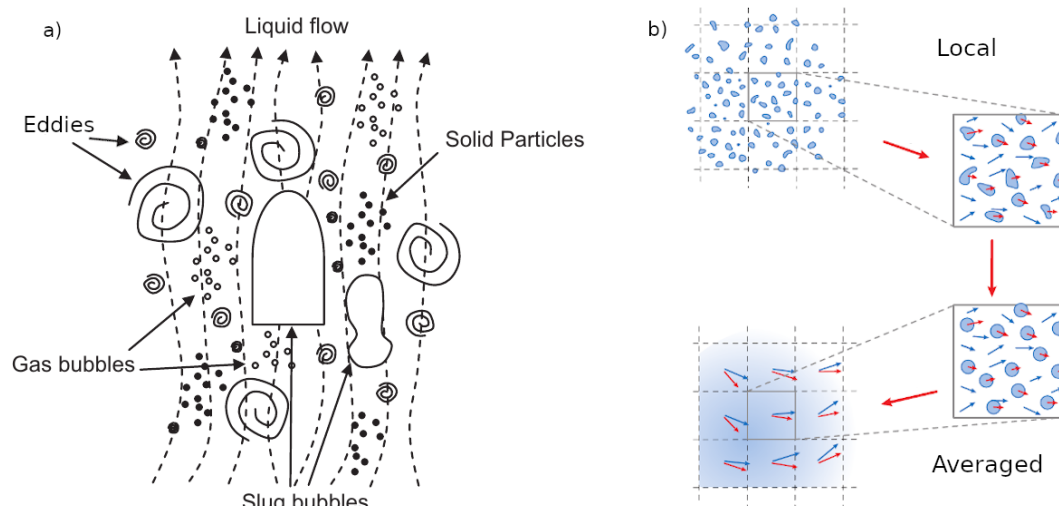 a)
Liquid flow
Eddies
Solid Particles
Gas bubbles
Slug bubbles
b)
Local
Averaged